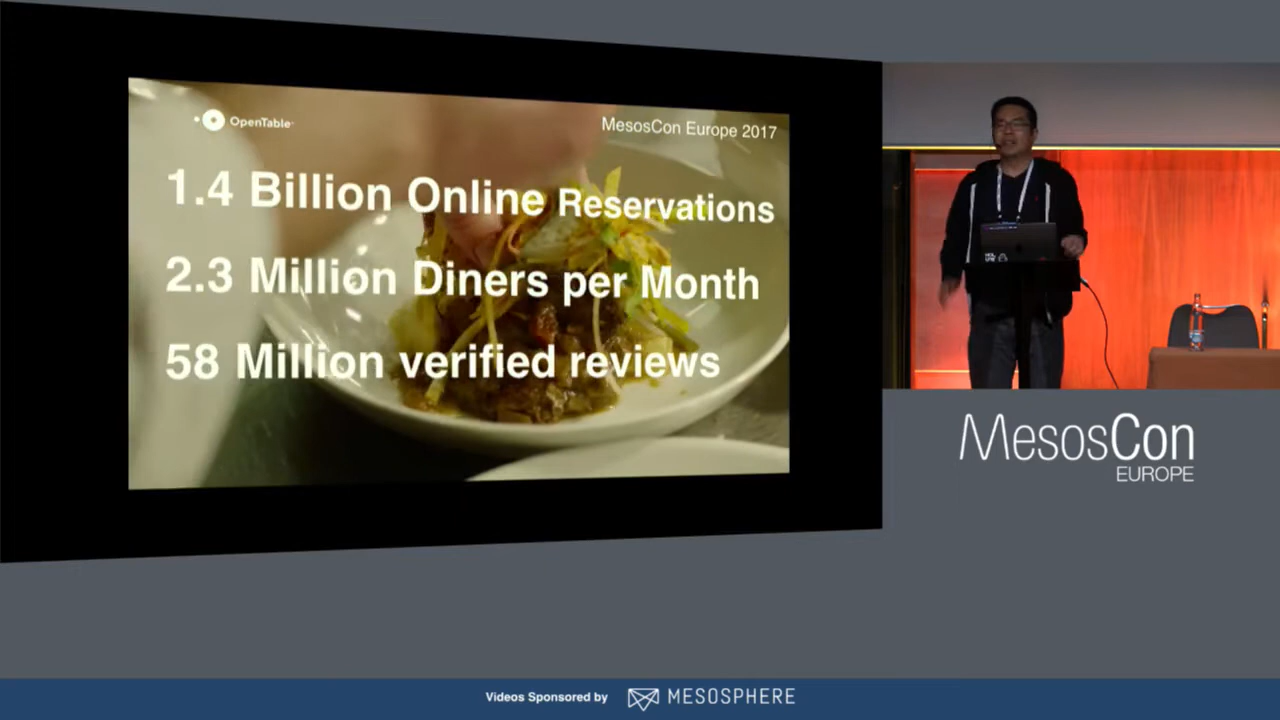 OpenTable
MesosCon Europe 2017
1.4 Billion Online Reservations
2.3 Million Diners per Month
58 Million verified reviews
MesosCon
EUROPE
Videos Sponsored by
MESOSPHERE